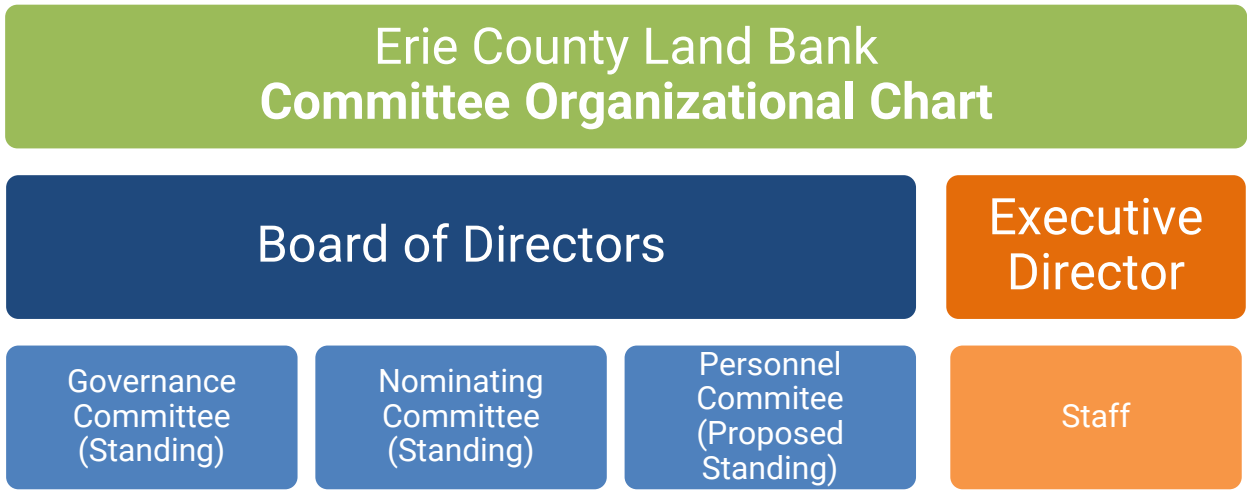 Erie County Land Bank
Committee Organizational Chart
Board of Directors
Executive
Director
Governance
Committee
(Standing)
Nominating
Committee
(Standing)
Personnel
Commitee
(Proposed
Standing)
Staff